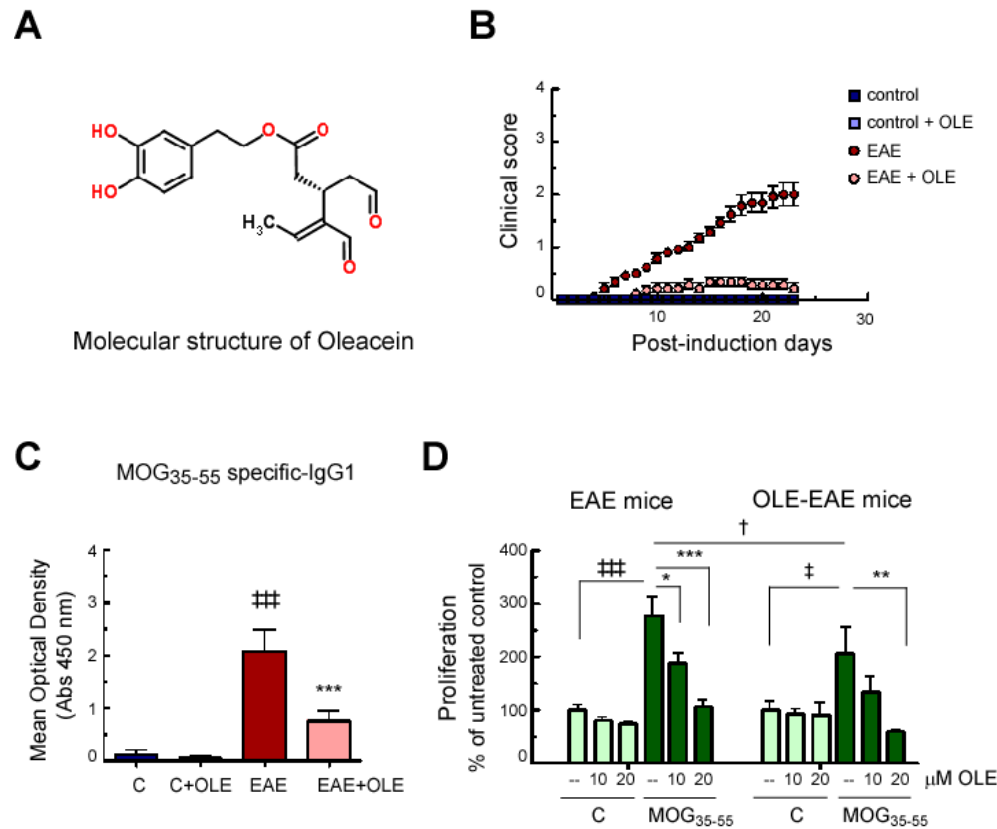 A
HO
HO
O
O
O
H3C
O
Molecular structure of Oleacein
B
4
3
2
1
0
Clinical score
10
20
30
Post-induction days
control
control + OLE
EAE
EAE + OLE
C
MOG35-55 specific-IgG1
4
3
2
1
0
Mean Optical Density
(Abs 450 nm)
‡‡‡
***
C
C+OLE
EAE
EAE+OLE
D
EAE mice
OLE-EAE mice
†
‡‡‡
***
*
‡
**
400
300
200
100
0
Proliferation
% of untreated control
-- 10 20 -- 10 20 -- 10 20 -- 10 20 μM OLE
C MOG35-55 C MOG35-55